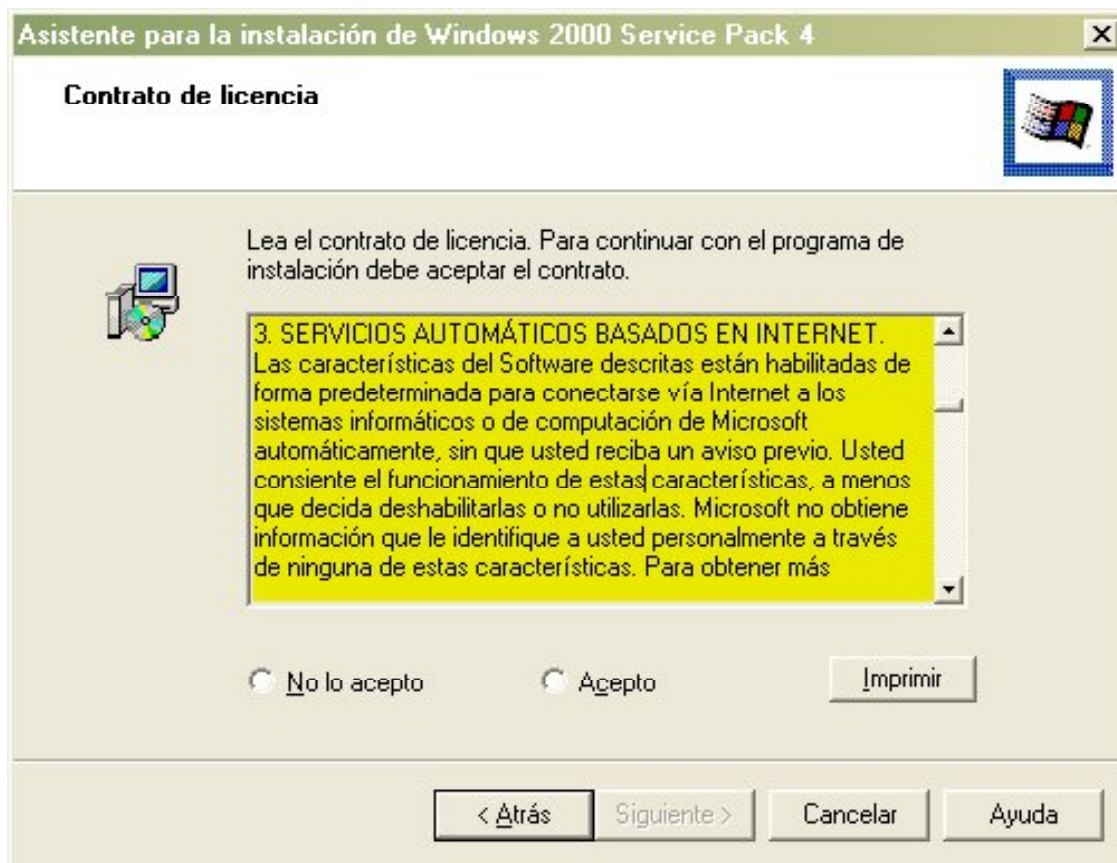 Asistente para la instalación de Windows 2000 Service Pack 4
Contrato de licencia
Lea el contrato de licencia. Para continuar con el programa de
instalación debe aceptar el contrato.
3. SERVICIOS AUTOMÁTICOS BASADOS EN INTERNET.
Las características del Software descritas están habilitadas de
forma predeterminada para conectarse vía Internet a los
sistemas informáticos o de computación de Microsoft
automáticamente, sin que usted reciba un aviso previo. Usted
consiente el funcionamiento de estas características, a menos
que decida deshabilitarlas o no utilizarlas. Microsoft no obtiene
información que le identifique a usted personalmente a través
de ninguna de estas características. Para obtener más
No lo acepto
Acepto
Imprimir
< Atrás
Siguiente >
Cancelar
Ayuda